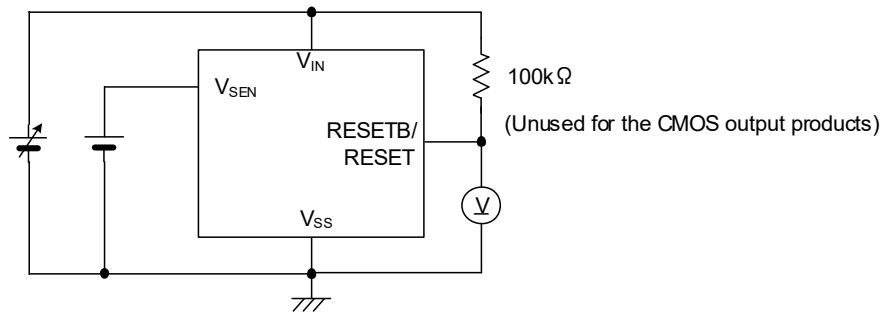 V_IN
V_SEN
100kΩ
(Unused for the CMOS output products)
RESETB/
RESET
V
V_SS